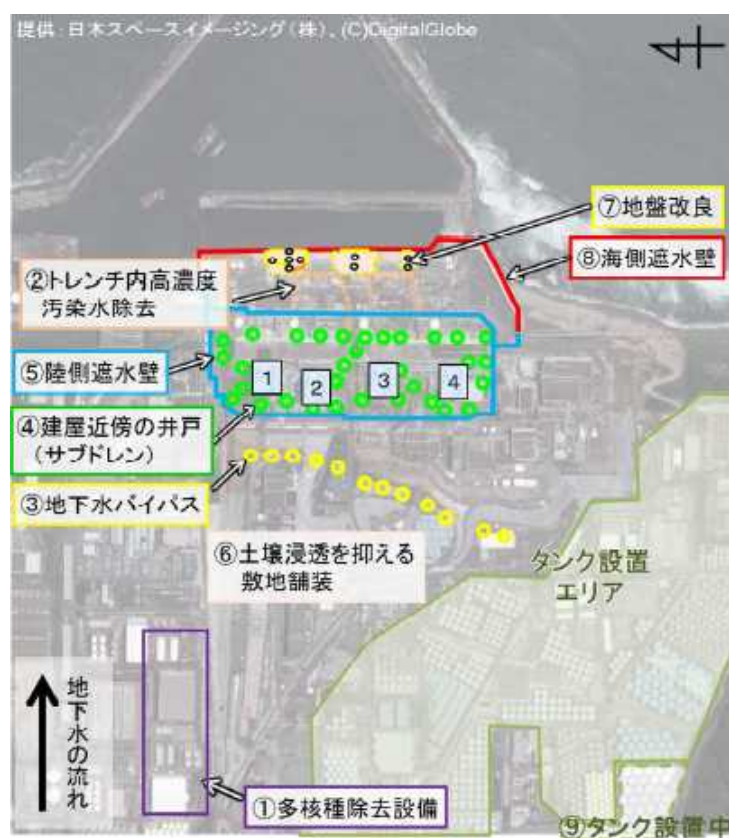 提供:日本スペースイメージング(株)、(C)DigitalGlobe
⑦地盤改良
⑧海側遮水壁
②トレンチ内高濃度
汚染水除去
⑤陸側遮水壁
1
2
3
4
④建屋近傍の井戸
(サブドレン)
③地下水バイパス
⑥土壌浸透を抑える
敷地舗装
タンク設置
エリア
地下水の流れ
①多核種除去設備
⑨タンク設置中